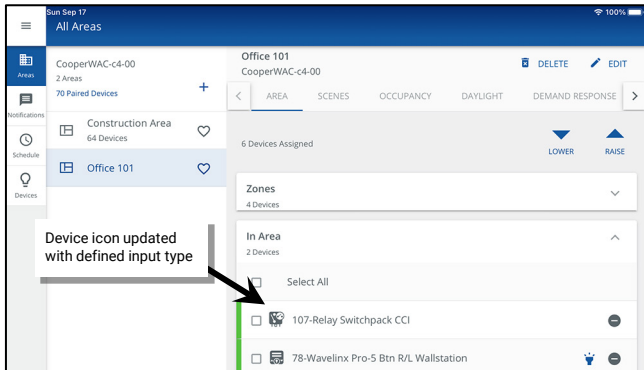 Sun Sep 17
100%
All Areas
Areas
Notifications
Schedule
Devices
CooperWAC-c4-00
2 Areas
70 Paired Devices
+
Construction Area
64 Devices
Office 101
Office 101
CooperWAC-c4-00
DELETE
EDIT
< AREA SCENES OCCUPANCY DAYLIGHT DEMAND RESPONSE >
6 Devices Assigned
LOWER
RAISE
Zones
4 Devices
In Area
2 Devices
Select All
107-Relay Switchpack CCI
78-Wavelinx Pro-5 Btn R/L Wallstation
Device icon updated
with defined input type